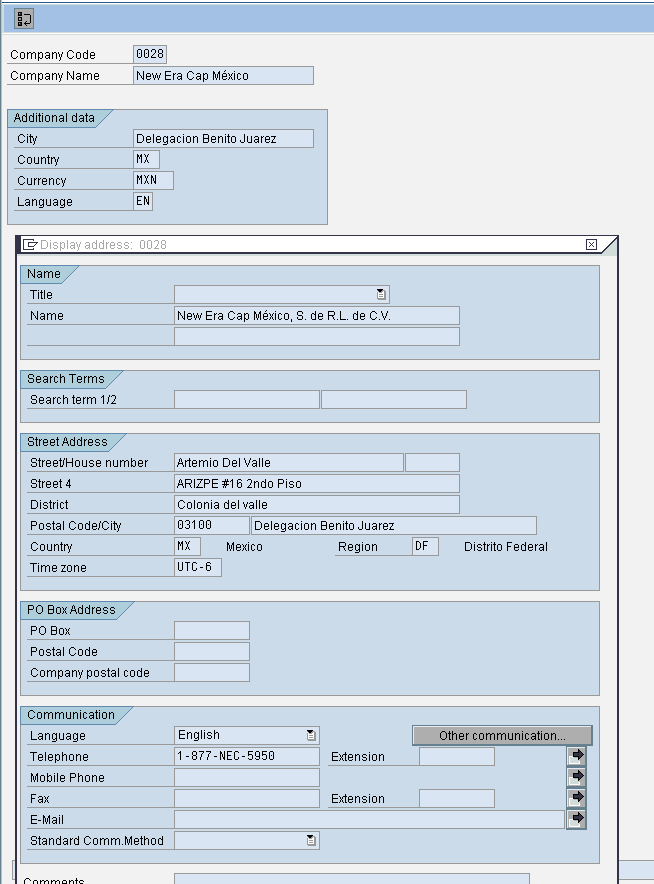 Company Code 0028
Company Name New Era Cap México
Additional data
City Delegacion Benito Juarez
Country MX
Currency MXN
Language EN
Display address: 0028
Name
Title
Name New Era Cap México, S. de R.L. de C.V.
Search Terms
Search term 1/2
Street Address
Street/House number Artemio Del Valle
Street 4 ARIZPE #16 2ndo Piso
District Colonia del valle
Postal Code/City 03100 Delegacion Benito Juarez
Country MX Mexico Region DF Distrito Federal
Time zone UTC-6
PO Box Address
PO Box
Postal Code
Company postal code
Communication
Language English Other communication...
Telephone 1-877-NEC-5950 Extension
Mobile Phone
Fax Extension
E-Mail
Standard Comm.Method
Comments